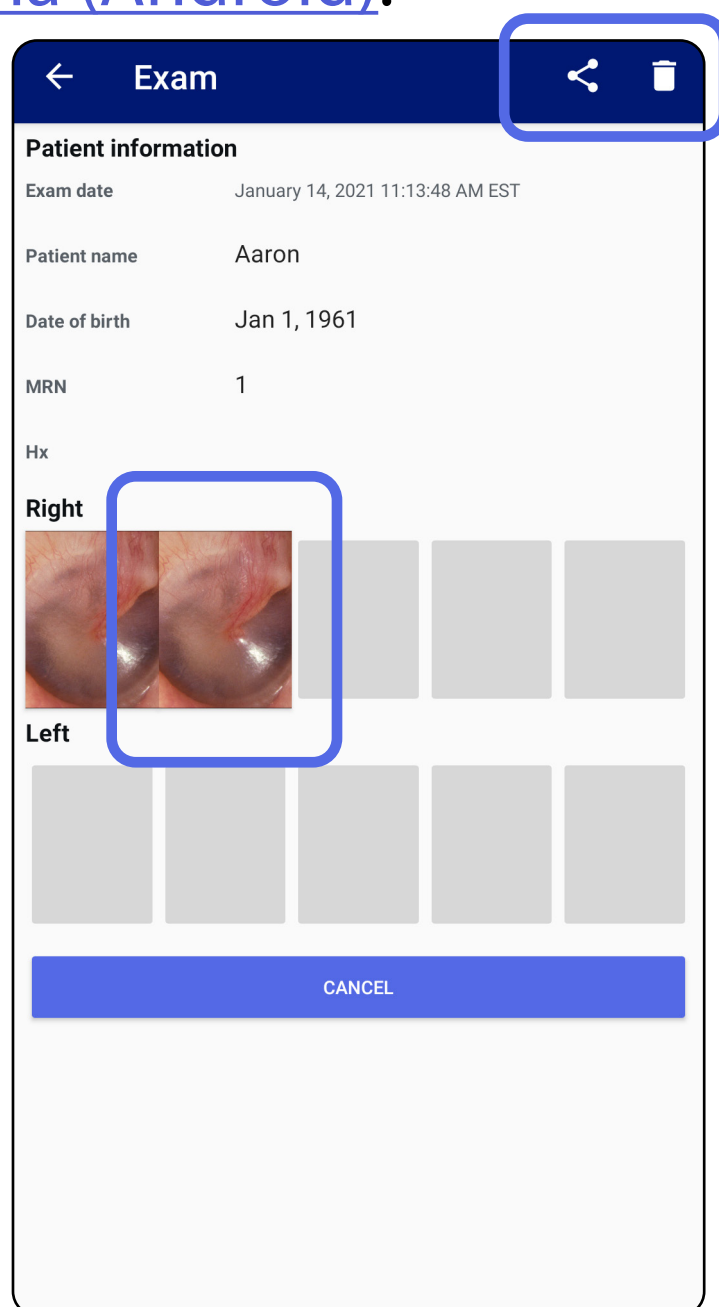 (Android).
Exam
Patient information
Exam date January 14, 2021 11:13:48 AM EST
Patient name Aaron
Date of birth Jan 1, 1961
MRN 1
Hx
Right
Left
CANCEL